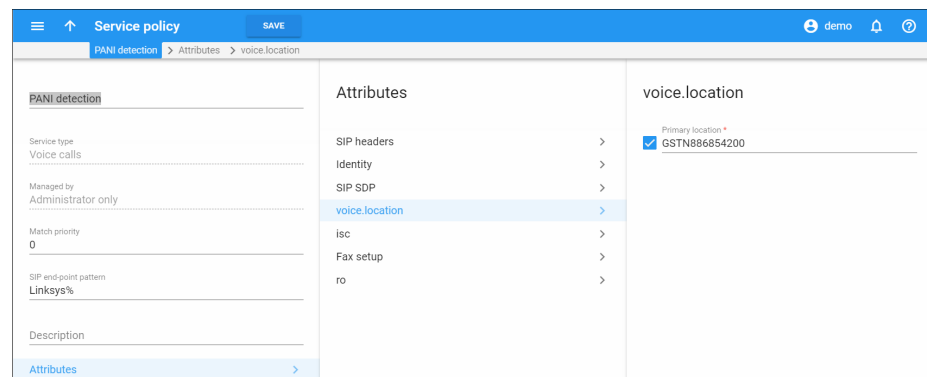 Service policy SAVE demo
PANI detection > Attributes > voice.location
PANI detection
Service type
Voice calls
Managed by
Administrator only
Match priority
0
SIP end-point pattern
Linksys%
Description
Attributes
Attributes
SIP headers
Identity
SIP SDP
voice.location
isc
Fax setup
ro
voice.location
Primary location *
GSTN886854200